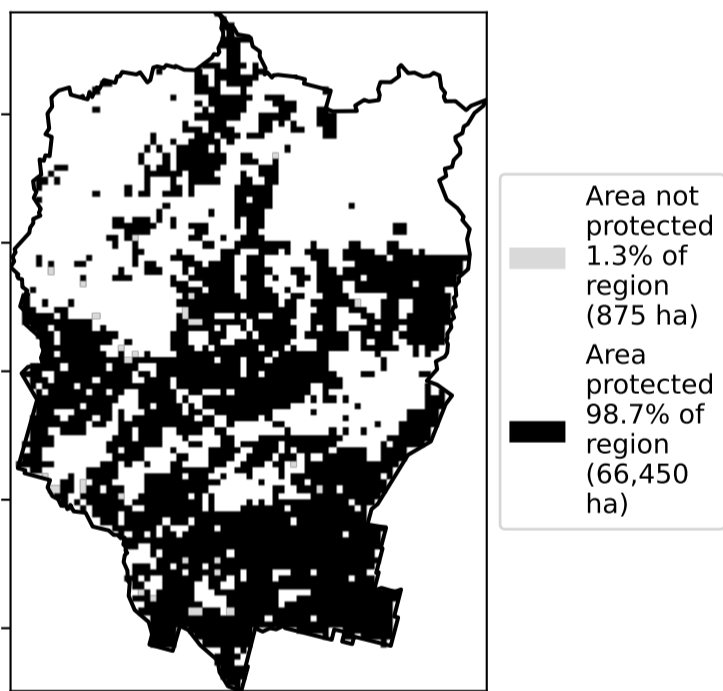 Area not
protected
1.3% of
region
(875 ha)
Area
protected
98.7% of
region
(66,450
ha)